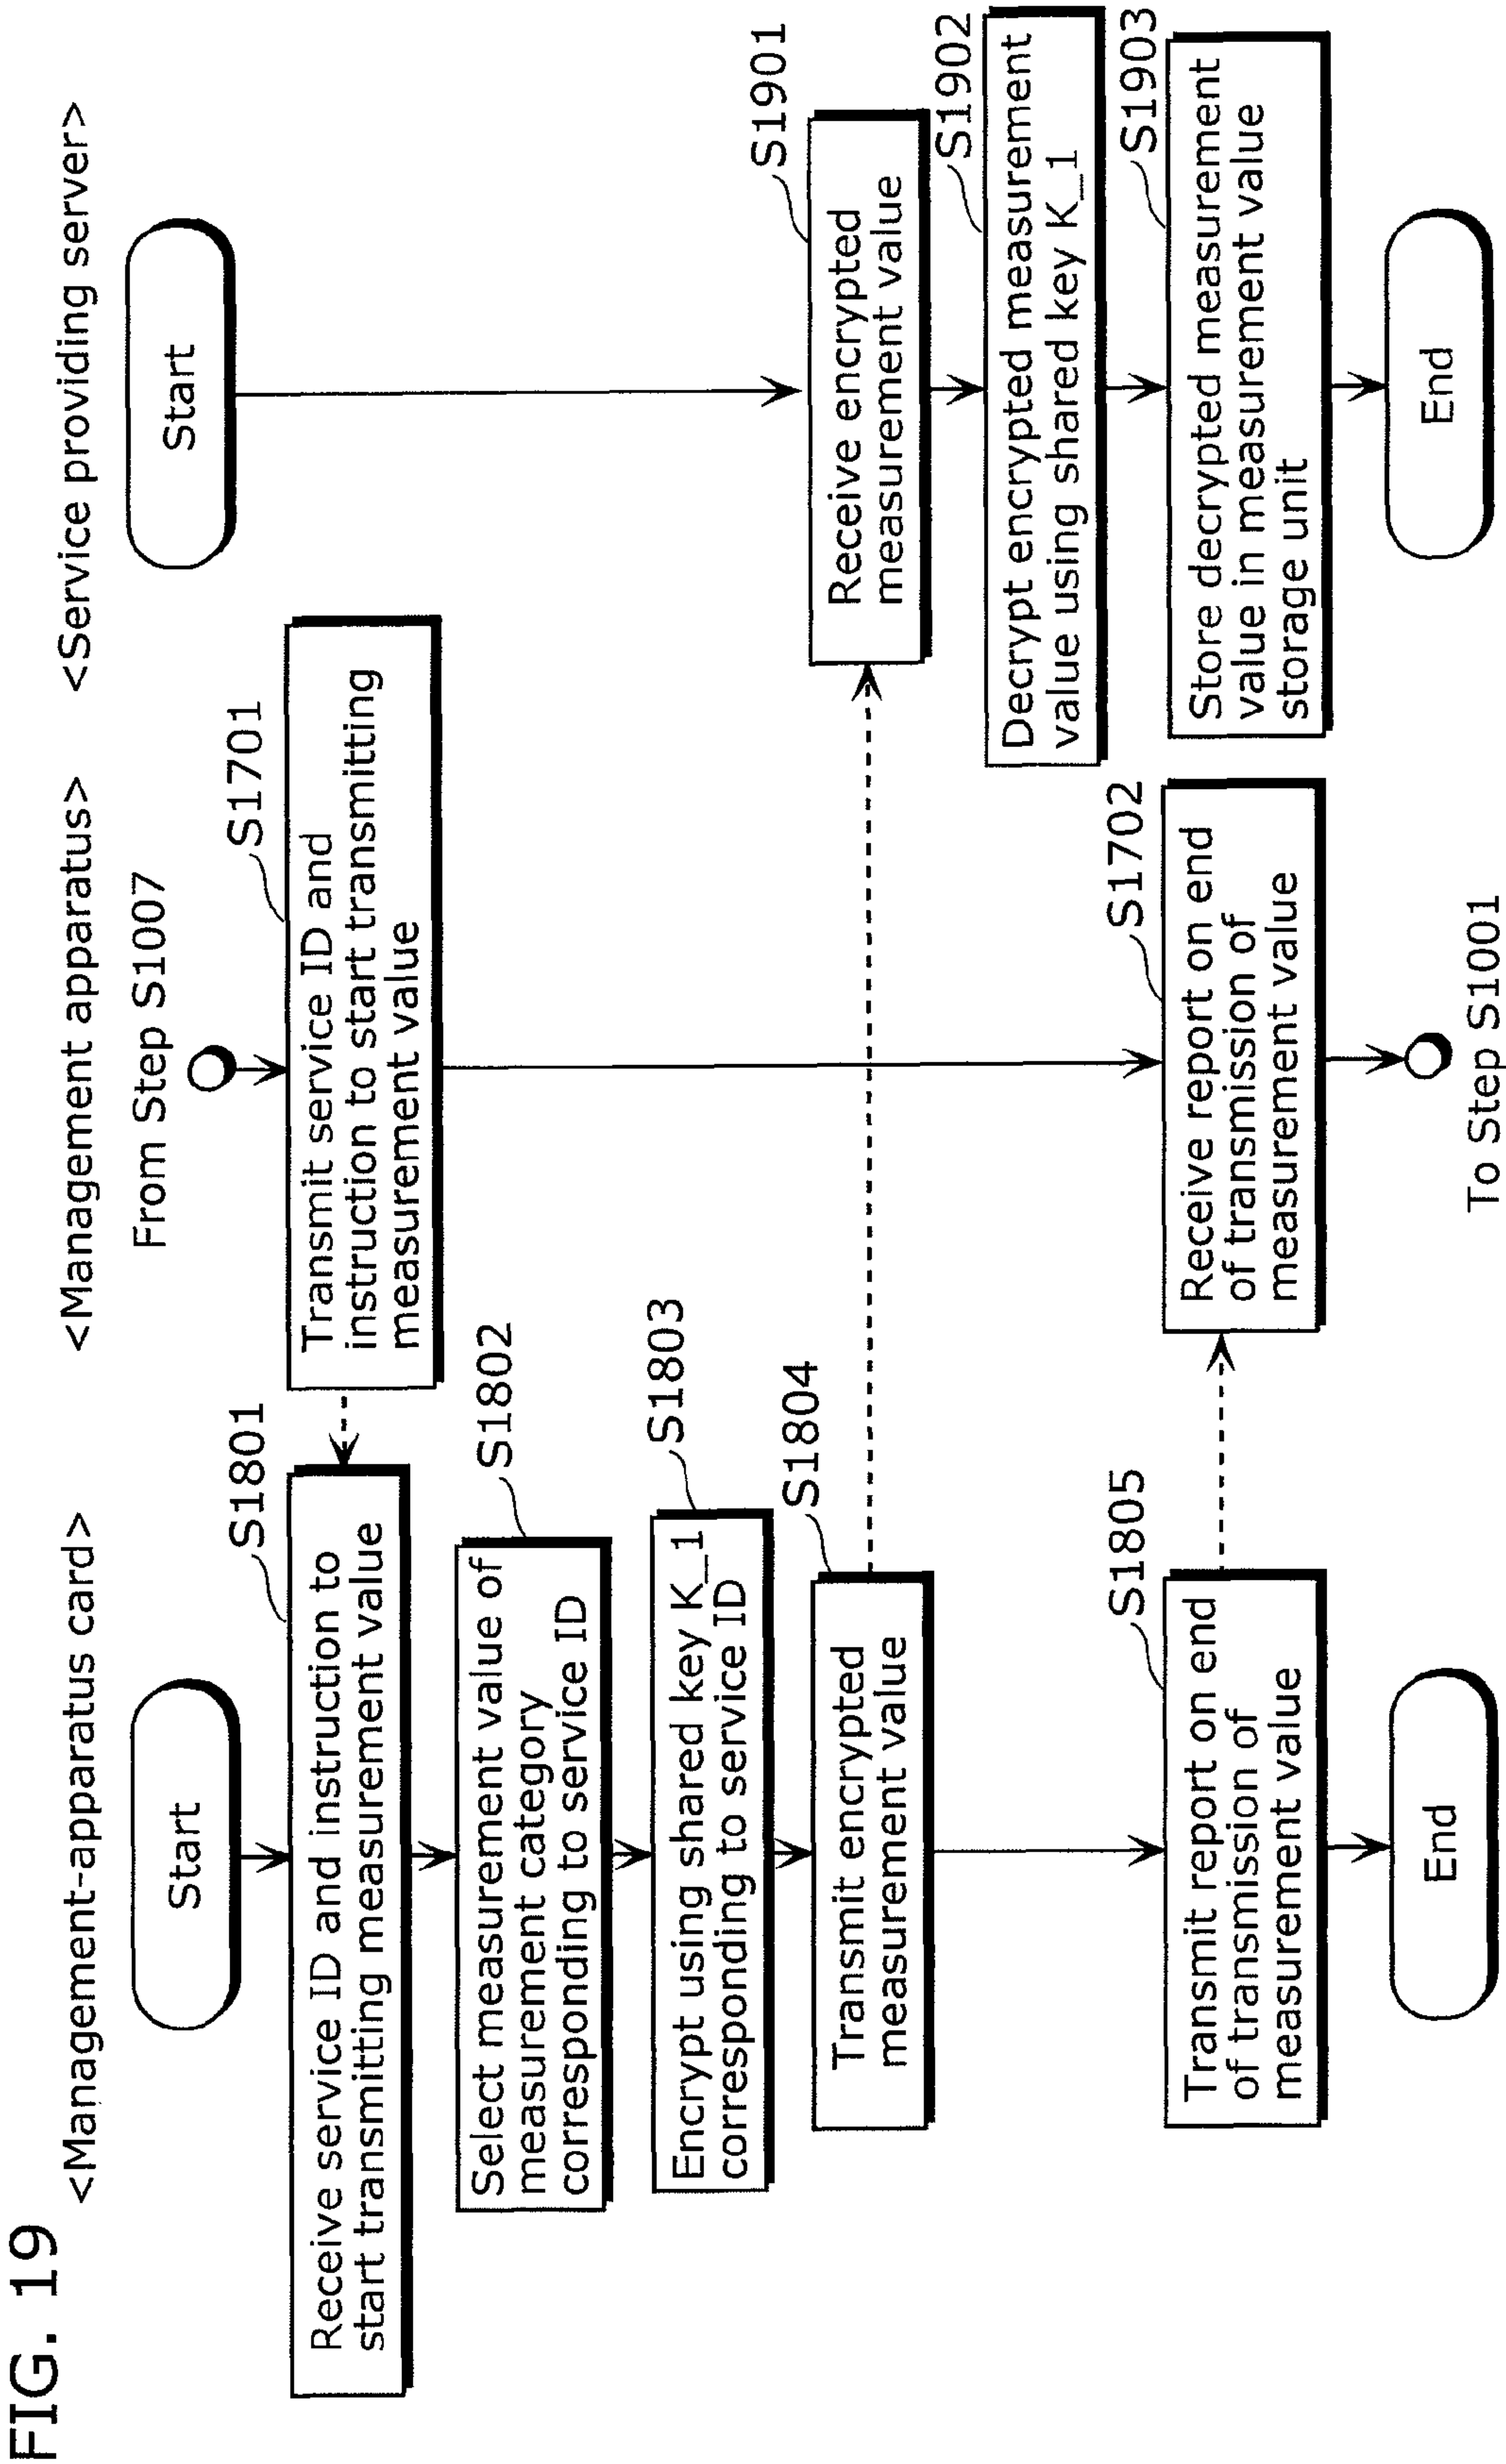 FIG. 19
<Management-apparatus card>
Start
S1801
Receive service ID and instruction to
start transmitting measurement value
S1802
Select measurement value of
measurement category
corresponding to service ID
S1803
Encrypt using shared key K_1
corresponding to service ID
S1804
Transmit encrypted
measurement value
S1805
Transmit report on end
of transmission of
measurement value
End
<Management apparatus>
From Step S1007
S1701
Transmit service ID and
instruction to start transmitting
measurement value
S1702
Receive report on end
of transmission of
measurement value
To Step S1001
<Service providing server>
Start
S1901
Receive encrypted
measurement value
S1902
Decrypt encrypted measurement
value using shared key K_1
S1903
Store decrypted measurement
value in measurement value
storage unit
End